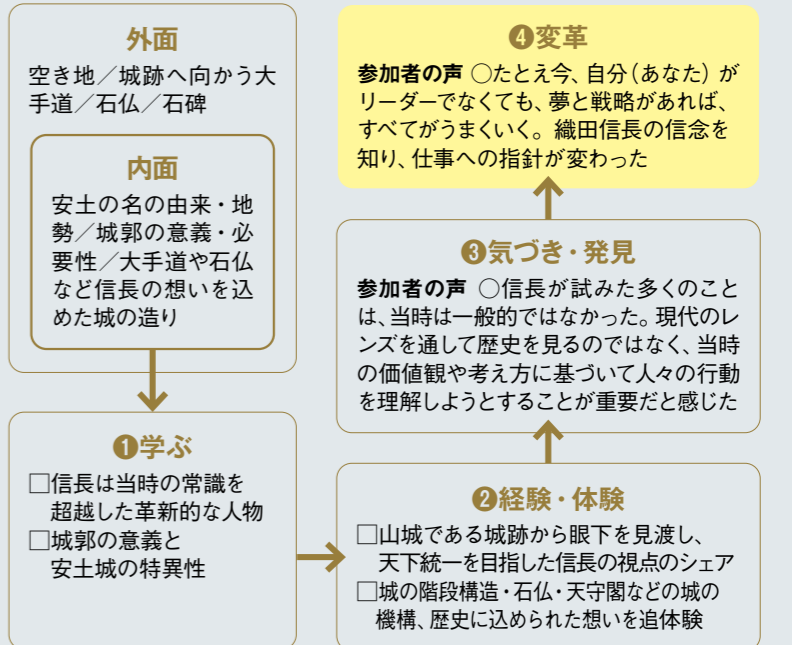 外面
空き地／城跡へ向かう大
手道／石仏／石碑
内面
安土の名の由来・地
勢／城郭の意義・必
要性／大手道や石仏
など信長の想いを込
めた城の造り
❶学ぶ
□信長は当時の常識を
超越した革新的な人物
□城郭の意義と
安土城の特異性
❷経験・体験
□山城である城跡から眼下を見渡し、
天下統一を目指した信長の視点のシェア
□城の階段構造・石仏・天守閣などの城の
機構、歴史に込められた想いを追体験
❸気づき・発見
参加者の声 ○信長が試みた多くのこと
は、当時は一般的ではなかった。現代のレ
ンズを通して歴史を見るのではなく、当時
の価値観や考え方に基づいて人々の行動
を理解しようとすることが重要だと感じた
❹変革
参加者の声 ○たとえ今、自分（あなた）が
リーダーでなくても、夢と戦略があれば、
すべてがうまくいく。織田信長の信念を
知り、仕事への指針が変わった